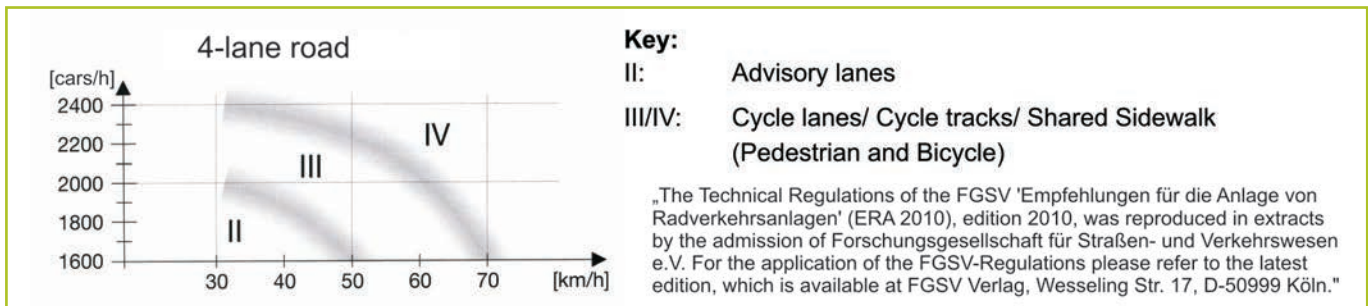 4-lane road
[cars/h]
2400
2200
2000
1800
1600
II
III
IV
30 40 50 60 70 [km/h]
Key:
II: Advisory lanes
III/IV: Cycle lanes/ Cycle tracks/ Shared Sidewalk
(Pedestrian and Bicycle)
„The Technical Regulations of the FGSV 'Empfehlungen für die Anlage von
Radverkehrsanlagen' (ERA 2010), edition 2010, was reproduced in extracts
by the admission of Forschungsgesellschaft für Straßen- und Verkehrswesen
e.V. For the application of the FGSV-Regulations please refer to the latest
edition, which is available at FGSV Verlag, Wesseling Str. 17, D-50999 Köln."